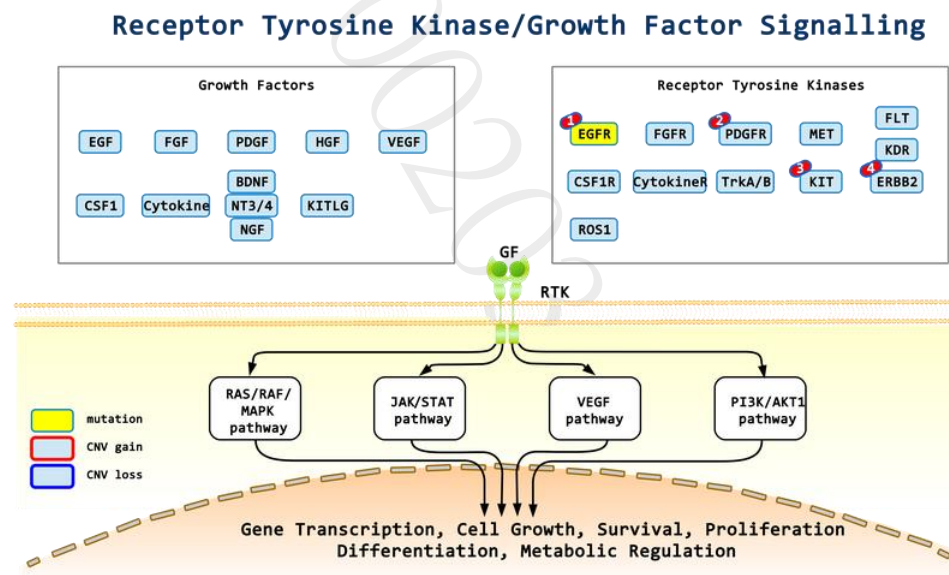 Receptor Tyrosine Kinase/Growth Factor Signalling
Growth Factors
EGF FGF PDGF HGF VEGF
BDNF
CSF1 Cytokine NT3/4 KITLG
NGF
Receptor Tyrosine Kinases
FLT
1 EGFR FGFR 2 PDGFR MET
KDR
CSF1R CytokineR TrkA/B 3 KIT 4 ERBB2
ROS1
GF
RTK
RAS/RAF/
MAPK
pathway
JAK/STAT
pathway
VEGF
pathway
PI3K/AKT1
pathway
mutation
CNV gain
CNV loss
Gene Transcription, Cell Growth, Survival, Proliferation
Differentiation, Metabolic Regulation